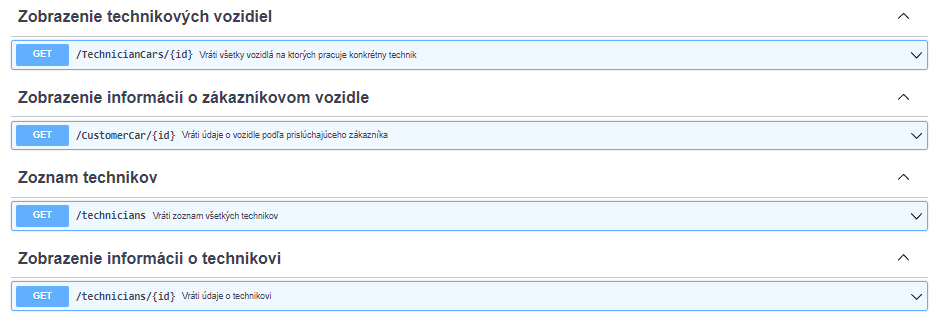 Zobrazenie technikových vozidiel
GET /TechnicianCars/{id} Vráti všetky vozidlá na ktorých pracuje konkrétny technik
Zobrazenie informácií o zákazníkovom vozidle
GET /CustomerCar/{id} Vráti údaje o vozidle podľa prislúchajúceho zákazníka
Zoznam technikov
GET /technicians Vráti zoznam všetkých technikov
Zobrazenie informácií o technikovi
GET /technicians/{id} Vráti údaje o technikovi